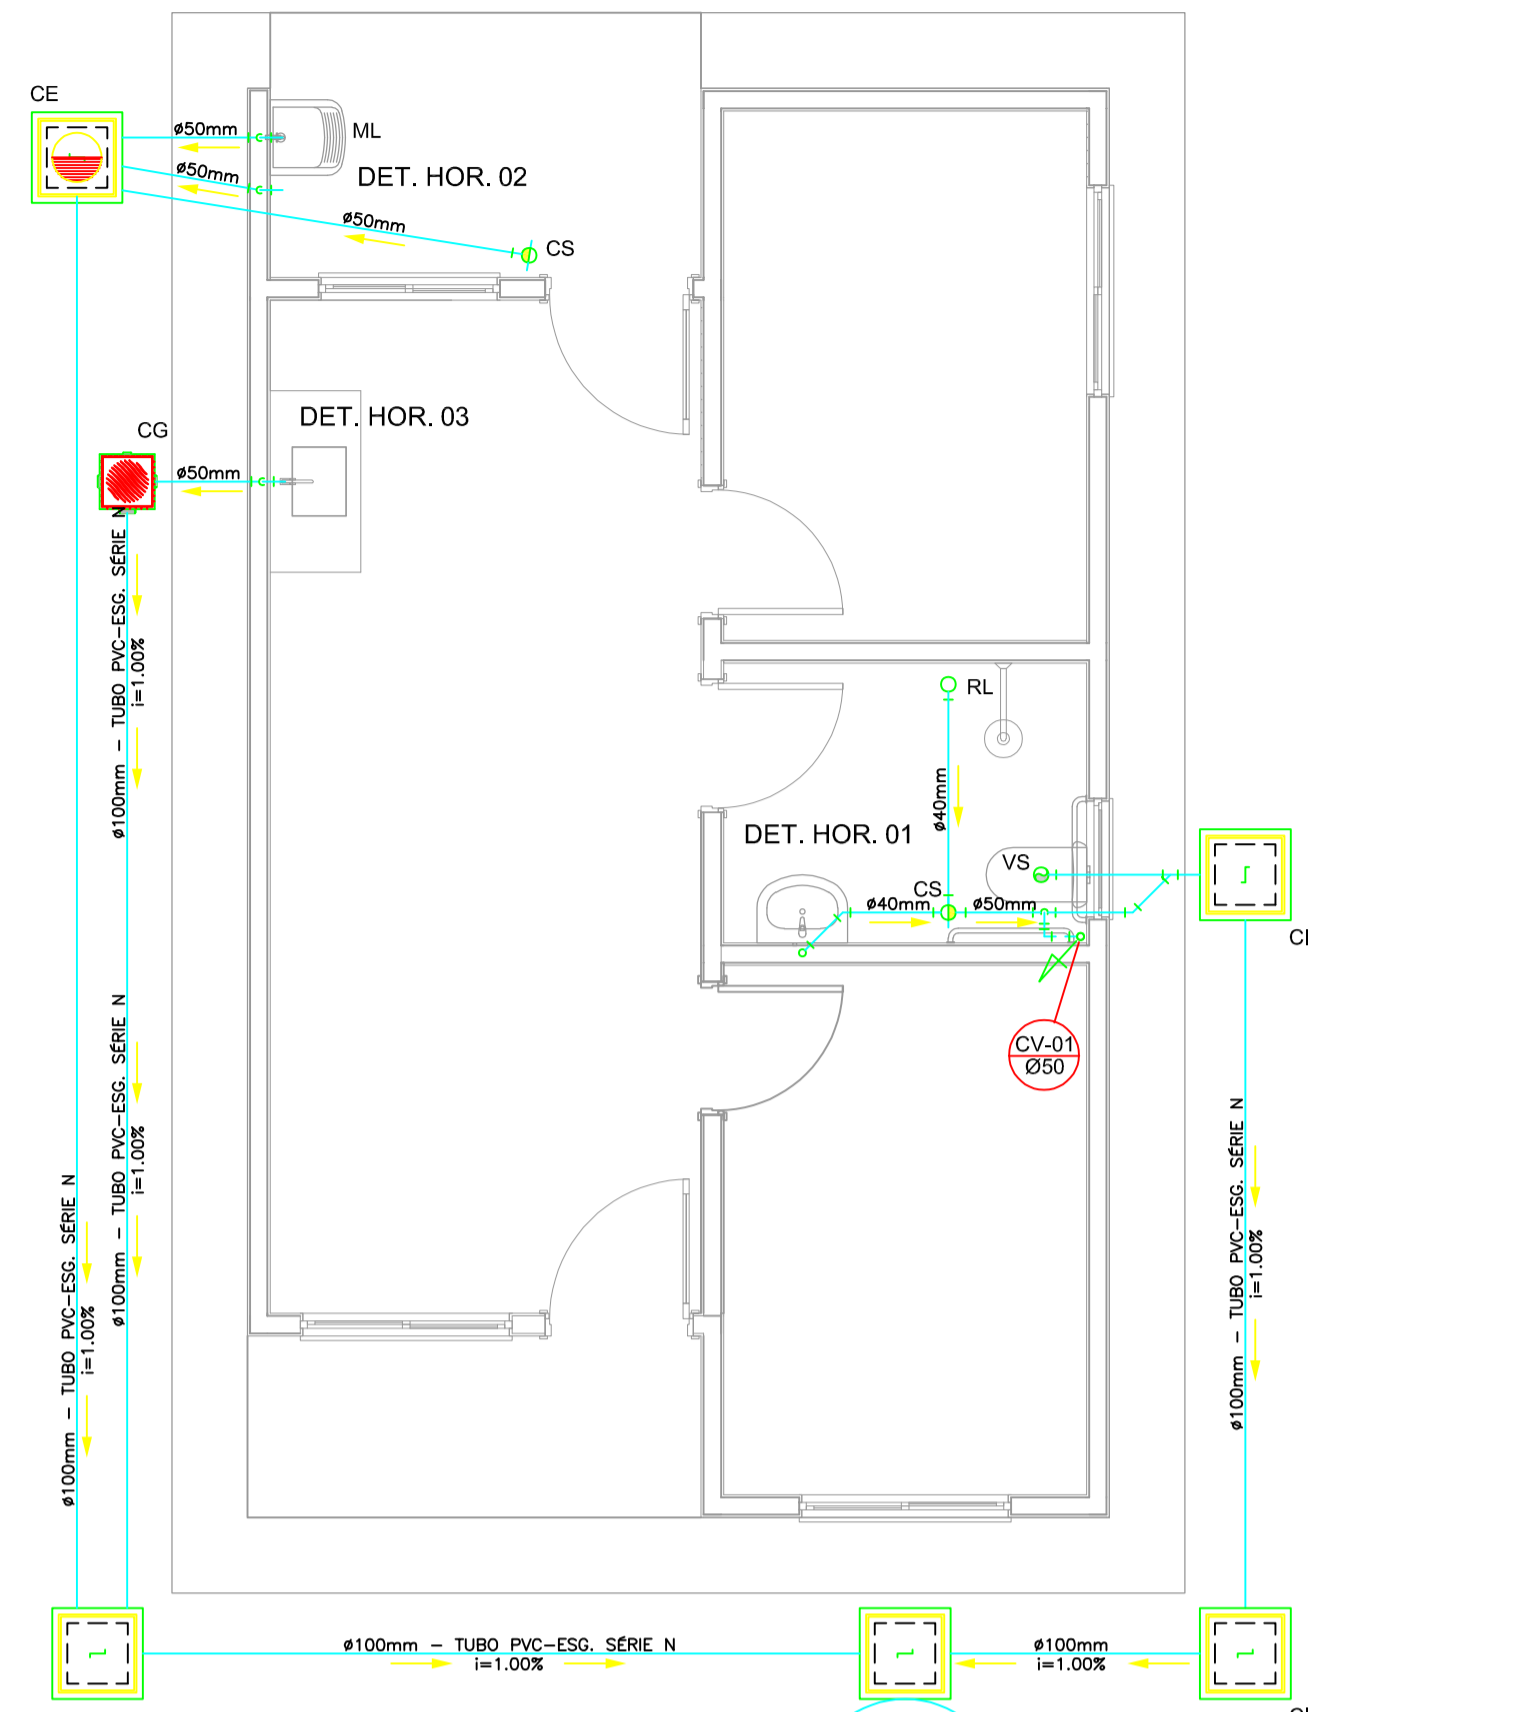 CE
ø50mm
ML
ø50mm
DET. HOR. 02
ø50mm
CS
DET. HOR. 03
CG
ø50mm
ø100mm – TUBO PVC–ESG. SÉRIE N
i=1.00%
RL
ø40mm
DET. HOR. 01
VS
CS
ø40mm
ø50mm
CI
CV-01
Ø50
ø100mm – TUBO PVC–ESG. SÉRIE N
i=1.00%
ø100mm – TUBO PVC–ESG. SÉRIE N
i=1.00%
ø100mm – TUBO PVC–ESG. SÉRIE N
i=1.00%
ø100mm – TUBO PVC–ESG. SÉRIE N
i=1.00%
ø100mm
i=1.00%